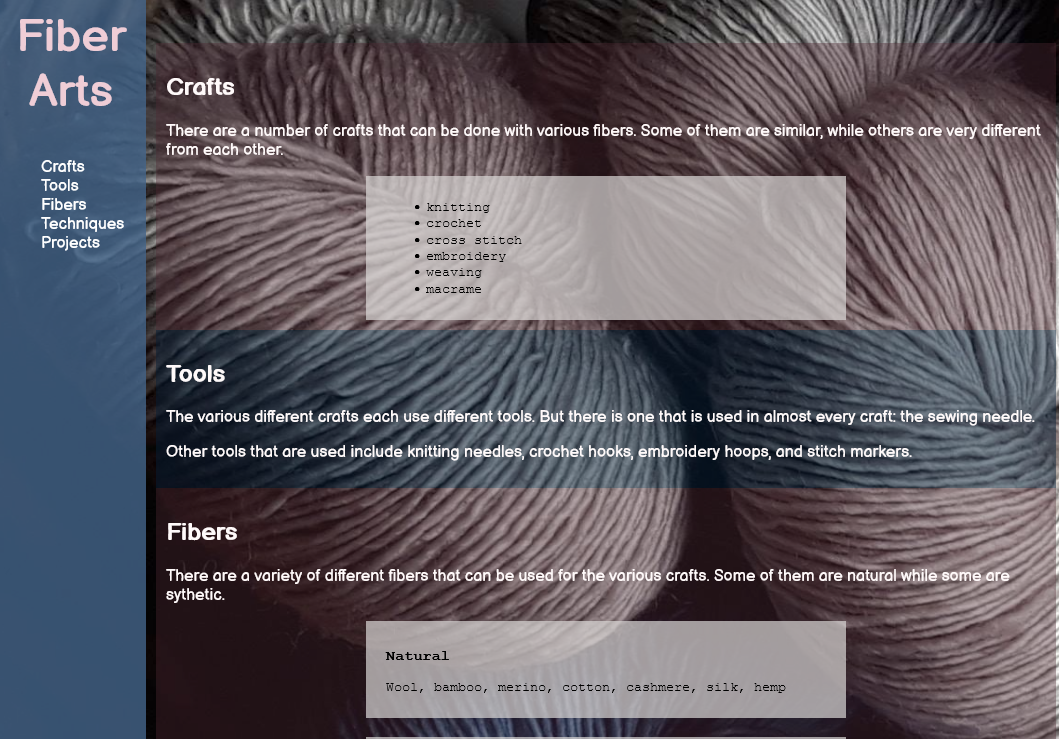 Fiber
Arts
Crafts
Tools
Fibers
Techniques
Projects
Crafts
There are a number of crafts that can be done with various fibers. Some of them are similar, while others are very different
from each other.
• knitting
• crochet
• cross stitch
• embroidery
• weaving
• macrame
Tools
The various different crafts each use different tools. But there is one that is used in almost every craft: the sewing needle.
Other tools that are used include knitting needles, crochet hooks, embroidery hoops, and stitch markers.
Fibers
There are a variety of different fibers that can be used for the various crafts. Some of them are natural while some are
sythetic.
Natural
Wool, bamboo, merino, cotton, cashmere, silk, hemp